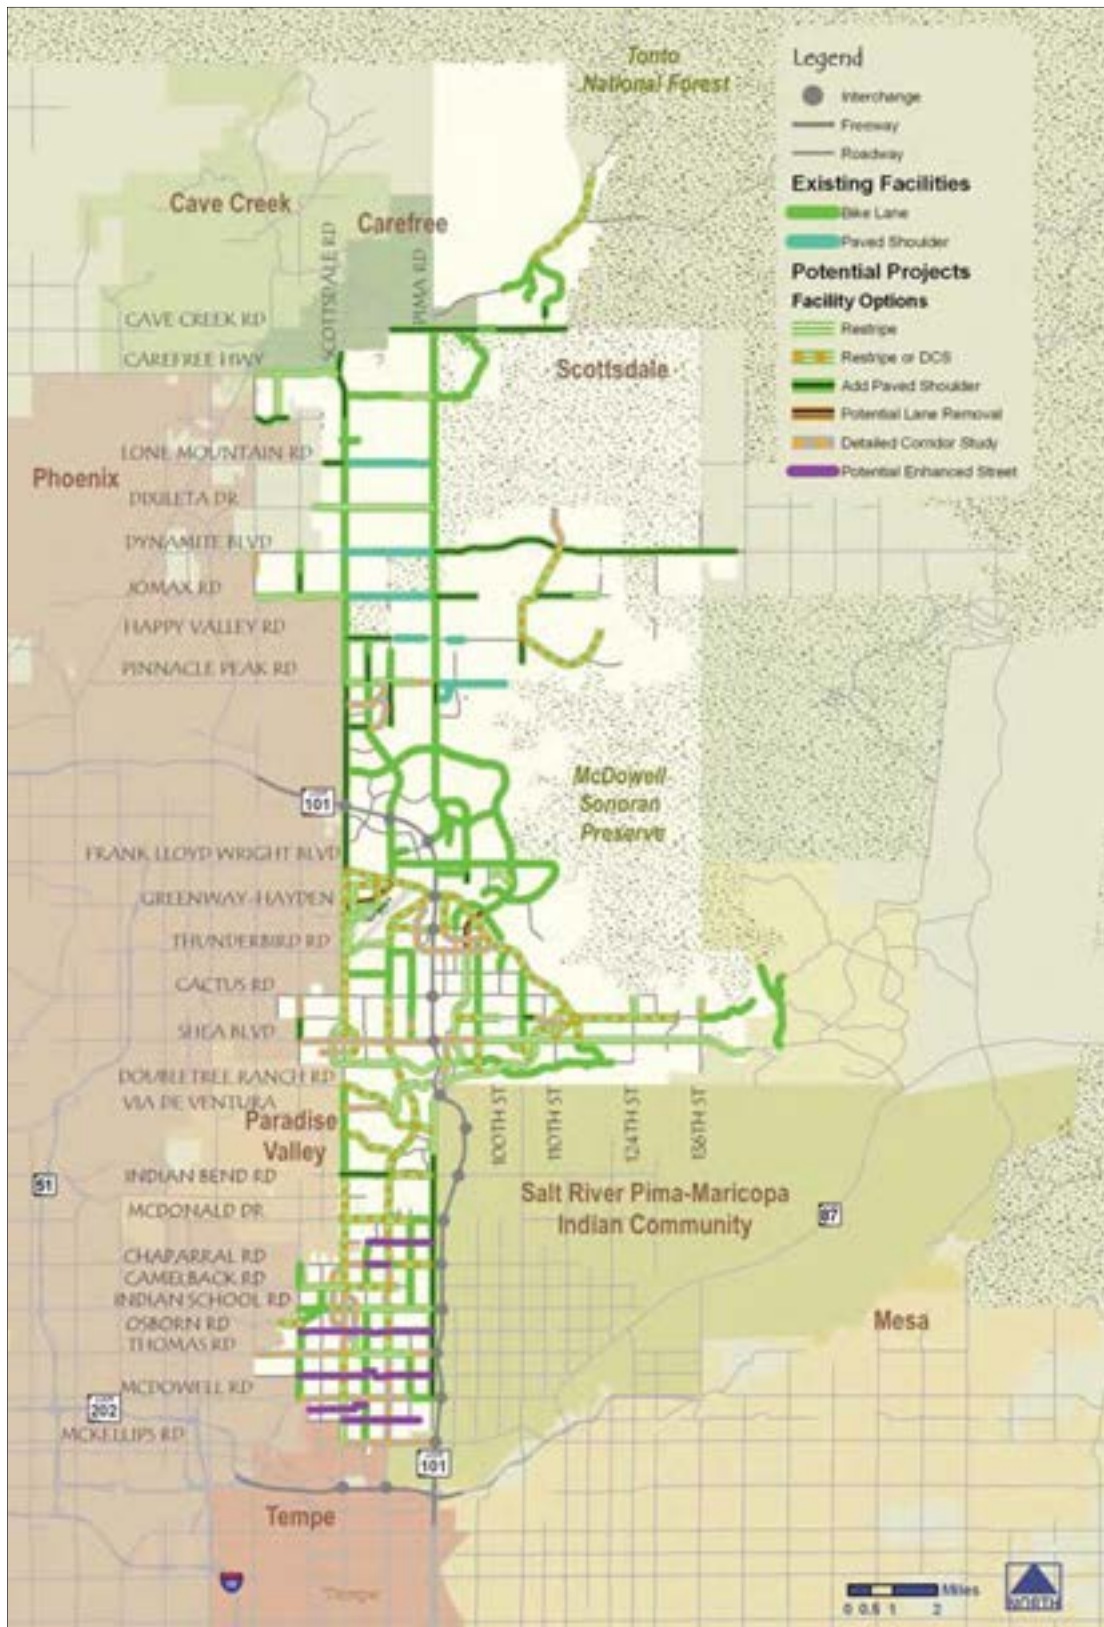 Tonto
National Forest
Legend
Interchange
Freeway
Roadway
Existing Facilities
Bike Lane
Paved Shoulder
Potential Projects
Facility Options
Restripe
Restripe or DCS
Add Paved Shoulder
Potential Lane Removal
Detailed Corridor Study
Potential Enhanced Street
Cave Creek
Carefree
SCOTTSDALE RD
PIMA RD
CAVE CREEK RD
CAREFREE HWY
Scottsdale
LONE MOUNTAIN RD
Phoenix
DIXILETA DR
DYNAMITE BLVD
JOMAX RD
HAPPY VALLEY RD
PINNACLE PEAK RD
McDowell
Sonoran
Preserve
101
FRANK LLOYD WRIGHT BLVD
GREENWAY-HAYDEN
THUNDERBIRD RD
CACTUS RD
SHEA BLVD
DOUBLETREE RANCH RD
VIA DE VENTURA
Paradise
Valley
100TH ST
110TH ST
124TH ST
136TH ST
INDIAN BEND RD
51
MCDONALD DR
Salt River Pima-Maricopa
Indian Community
87
CHAPARRAL RD
CAMELBACK RD
INDIAN SCHOOL RD
OSBORN RD
THOMAS RD
Mesa
MCDOWELL RD
202
MCKELLIPS RD
101
Tempe
Tempe
Miles
0 0.5 1 2
NORTH